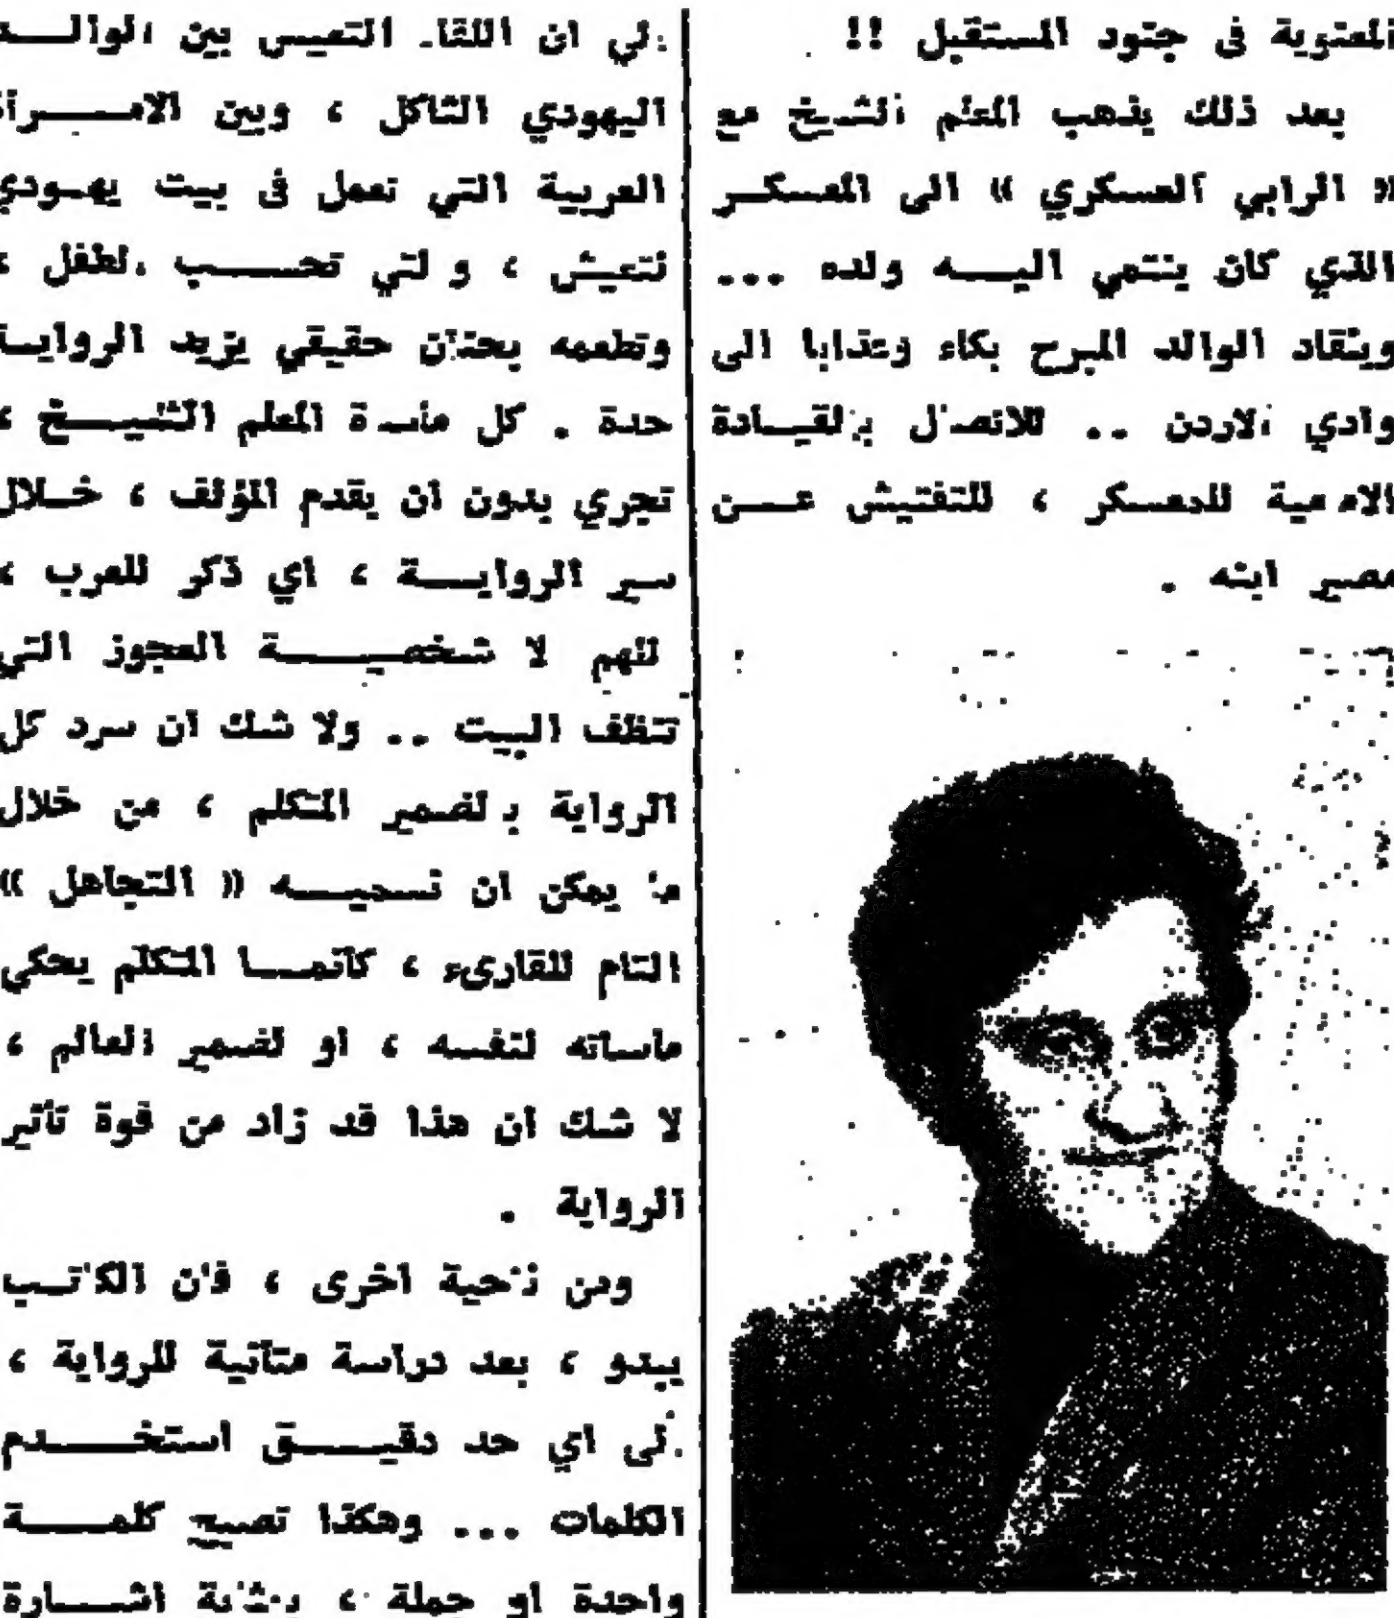 المعنوية في جنود المستقبل !!
بعد ذلك يذهب المعلم الشيخ مع
« الرابي العسكري » الى المعسكر
الذي كان ينتمي اليه ولده ...
وينقاد الوالد المبرح بكاء وعذابا الى
وادي الاردن .. للاتصال بالقيادة
الامامية للمعسكر ، للتفتيش عن
مصير ابنه .
لي ان اللقاء التعيس بين الوالد
اليهودي الثاكل ، وبين الامرأة
العربية التي تعمل في بيت يهودي
لتعيش ، والتي تحب الطفل ،
وتطعمه بحنان حقيقي يزيد الرواية
حدة . كل مأساة المعلم الشيخ ،
تجري بدون ان يقدم المؤلف ، خلال
سير الرواية ، اي ذكر للعرب ،
اللهم لا شخصية العجوز التي
تنظف البيت .. ولا شك ان سرد كل
الرواية بالضمير المتكلم ، من خلال
ما يمكن ان نسميه « التجاهل »
التام للقارىء ، كأنما المتكلم يحكي
مأساته لنفسه ، او لضمير العالم ،
لا شك ان هذا قد زاد من قوة تأثير
الرواية .
ومن ناحية اخرى ، فان الكاتب
يبدو ، بعد دراسة متأنية للرواية ،
الى اي حد دقيق استخدم
الكلمات ... وهكذا تصبح كلمة
واحدة او جملة ، بمثابة اشارة